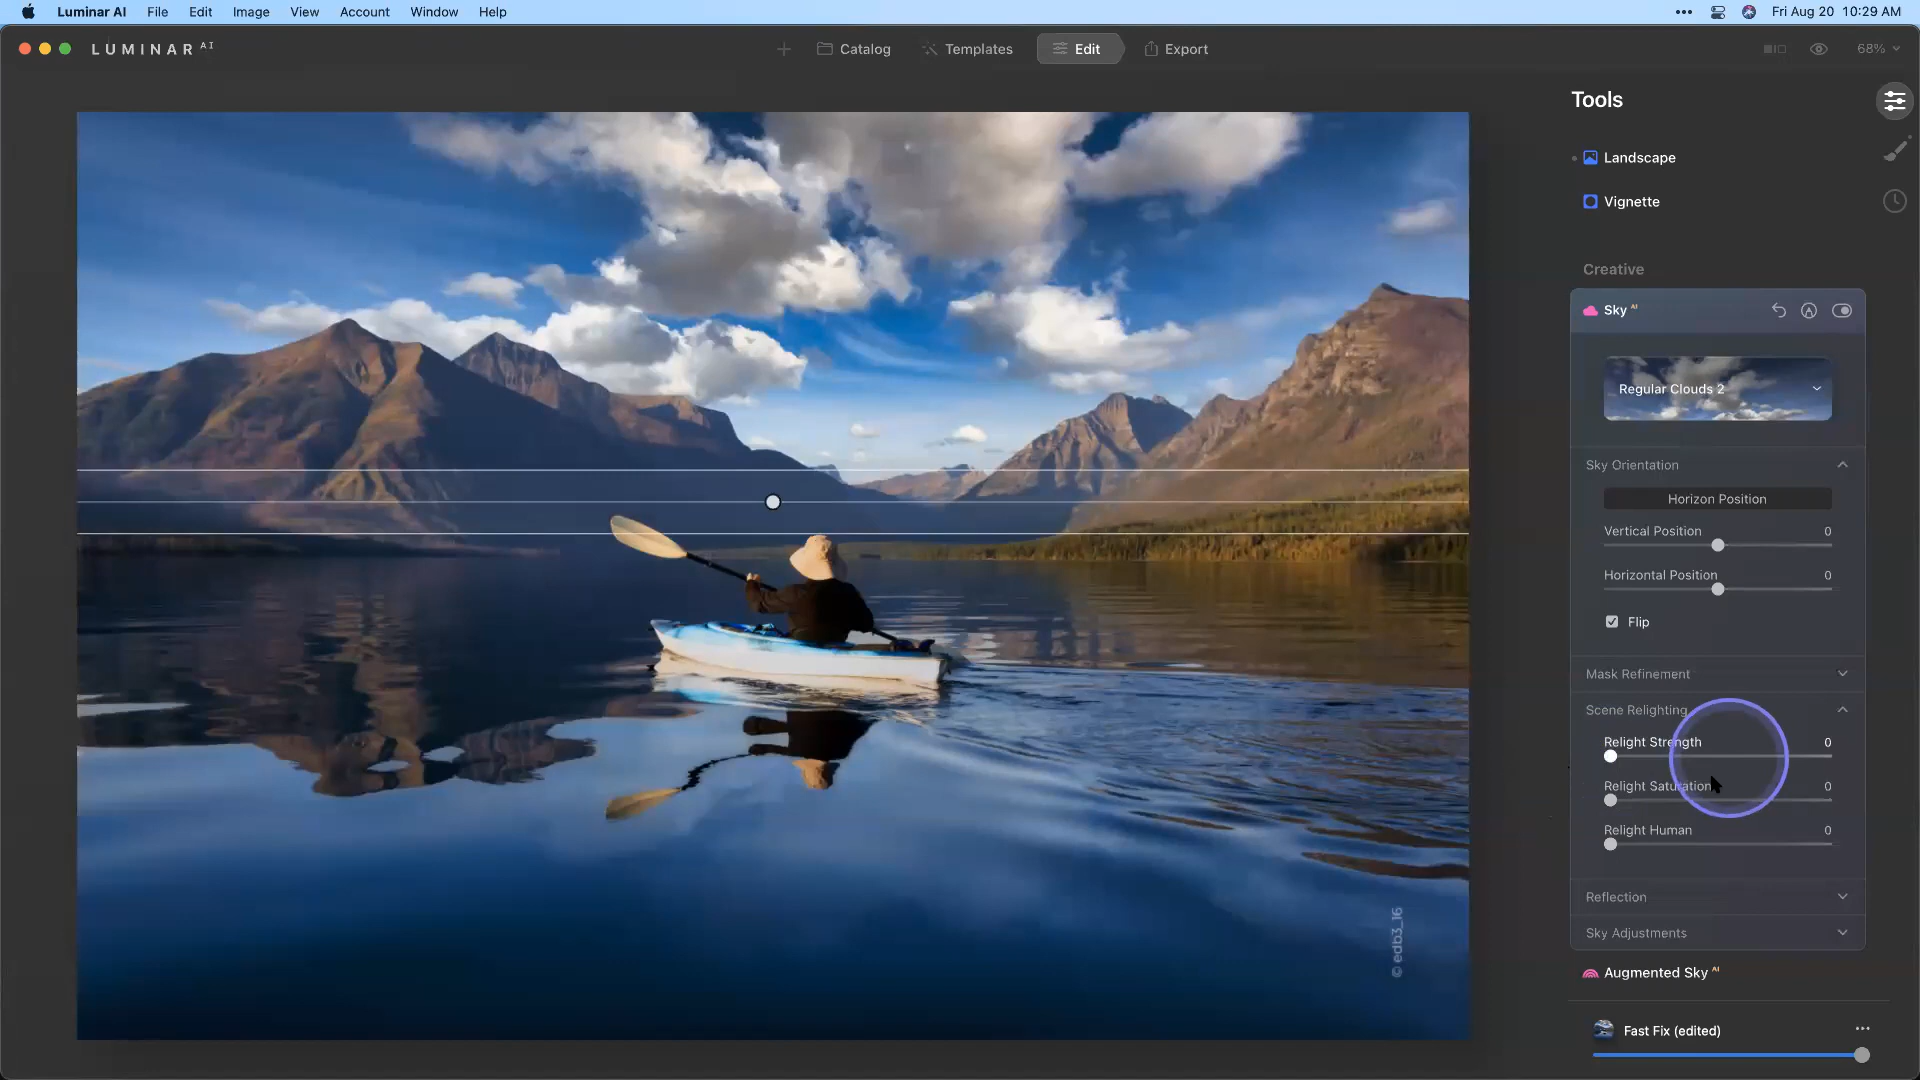 Luminar AI File Edit Image View Account Window Help
Fri Aug 20 10:29 AM
LUMINAR AI
Catalog
Templates
Edit
Export
68%
Tools
Landscape
Vignette
Creative
Sky AI
Regular Clouds 2
Sky Orientation
Horizon Position
Vertical Position 0
Horizontal Position 0
Flip
Mask Refinement
Scene Relighting
Relight Strength 0
Relight Saturation 0
Relight Human 0
Reflection
Sky Adjustments
Augmented Sky AI
Fast Fix (edited)
© edb3_16